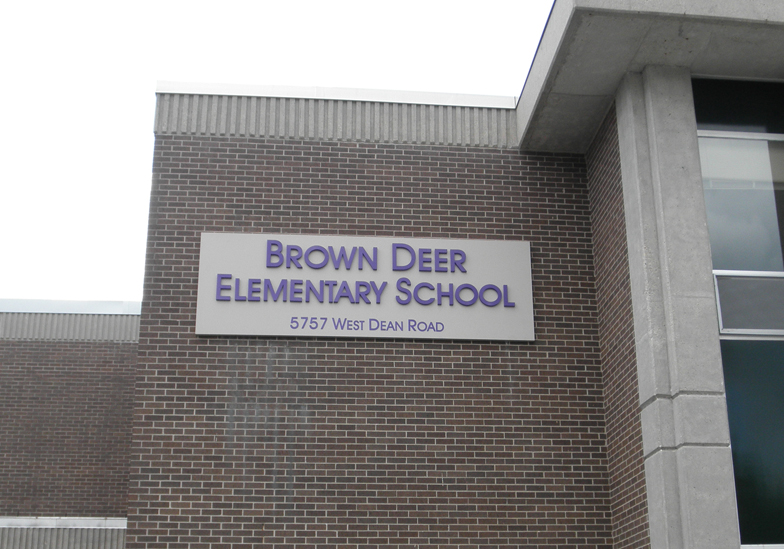 BROWN DEER
ELEMENTARY SCHOOL
5757 WEST DEAN ROAD